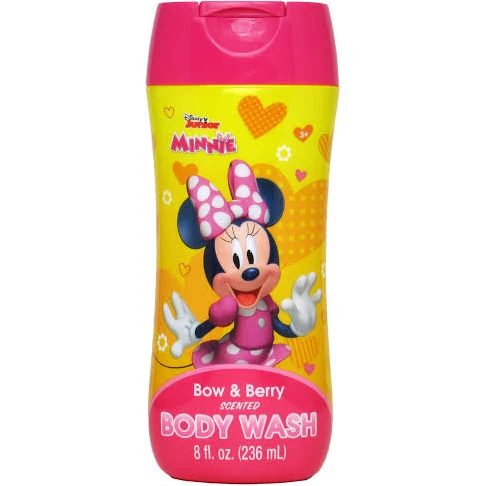 Disney
Junior
MINNIE
3+
Bow & Berry
SCENTED
BODY WASH
8 fl. oz. (236 mL)